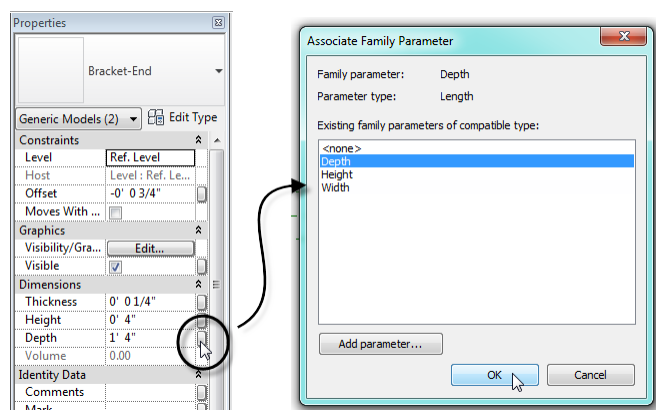 Properties
Bracket-End
Generic Models (2) Edit Type
Constraints
Level Ref. Level
Host Level : Ref. Le...
Offset -0' 0 3/4"
Moves With ...
Graphics
Visibility/Gra... Edit...
Visible
Dimensions
Thickness 0' 0 1/4"
Height 0' 4"
Depth 1' 4"
Volume 0.00
Identity Data
Comments
Mark
Associate Family Parameter
Family parameter: Depth
Parameter type: Length
Existing family parameters of compatible type:
<none>
Depth
Height
Width
Add parameter...
OK Cancel